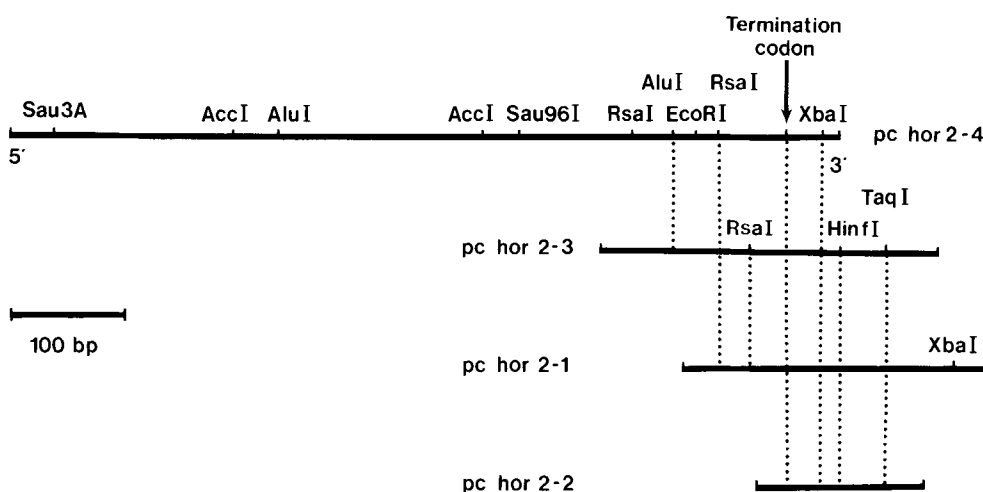 Termination
codon
Alu I RsaI
Sau3A AccI AluI AccI Sau96I RsaI EcoRI XbaI
pc hor 2-4
5´ 3´
TaqI
RsaI HinfI
pc hor 2-3
100 bp
XbaI
pc hor 2-1
pc hor 2-2